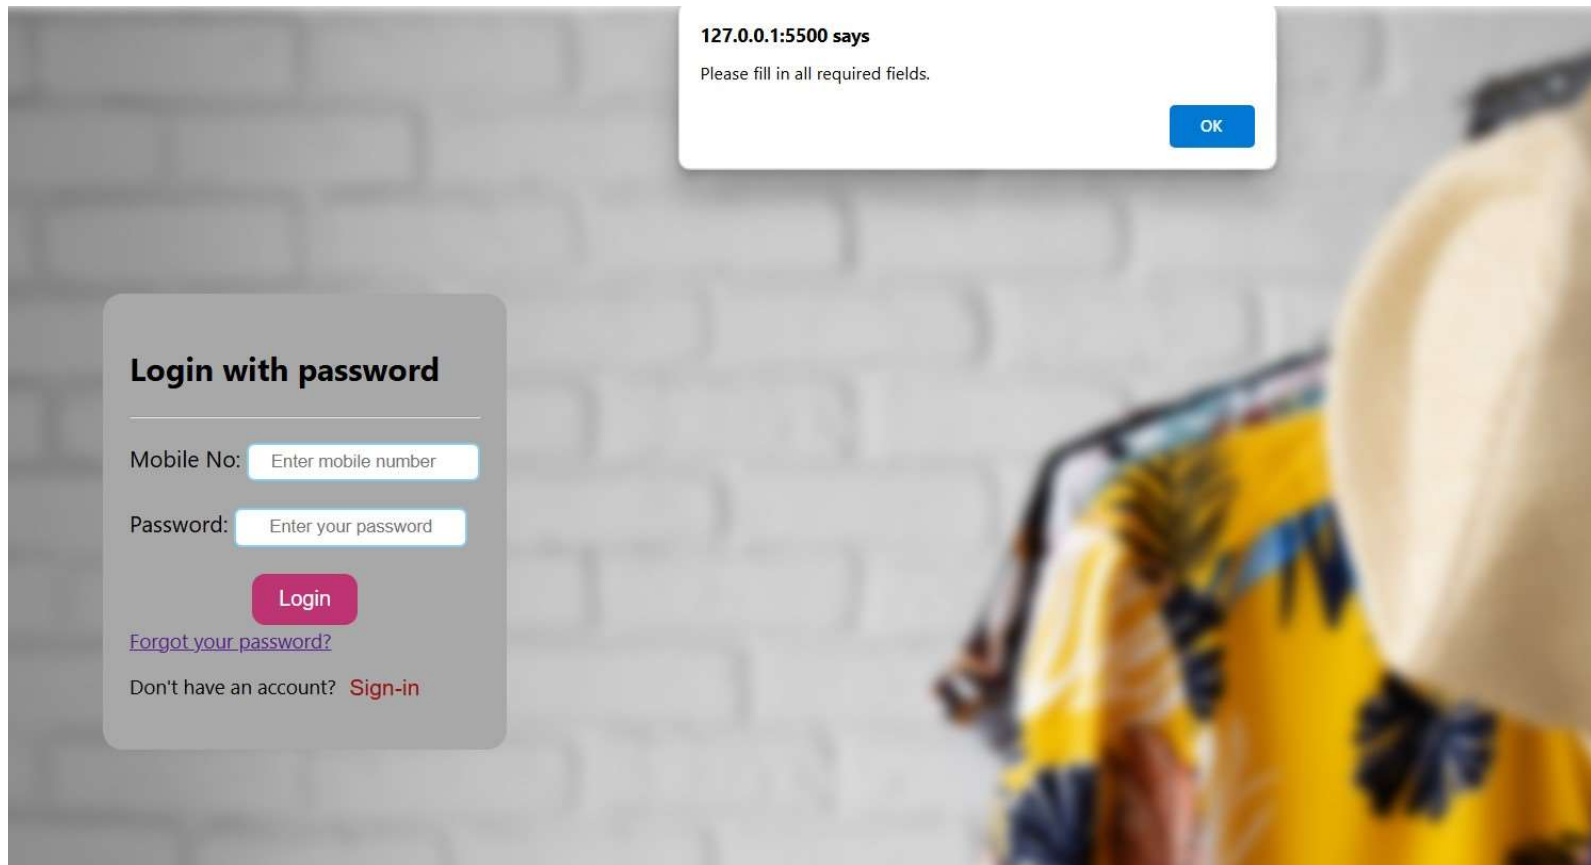 127.0.0.1:5500 says
Please fill in all required fields.
OK
Login with password
Mobile No: Enter mobile number
Password: Enter your password
Login
Forgot your password?
Don't have an account? Sign-in